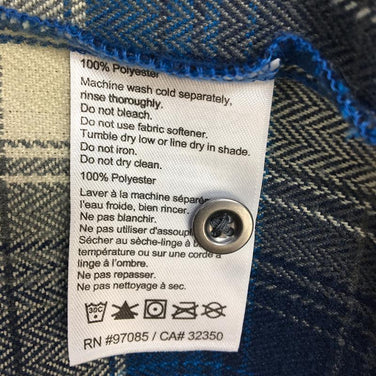 100% Polyester
Machine wash cold separately,
rinse thoroughly.
Do not bleach.
Do not use fabric softener.
Tumble dry low or line dry in shade.
Do not iron.
Do not dry clean.
100% Polyester
Laver à la machine
l'eau froide, bien rincer.
Ne pas blanchir.
Ne pas utiliser
Sécher au sèche-linge à
température ou sur une corde à
linge à l'ombre.
Ne pas repasser.
Ne pas nettoyage à sec.
30C
RN #97085 / CA# 32350